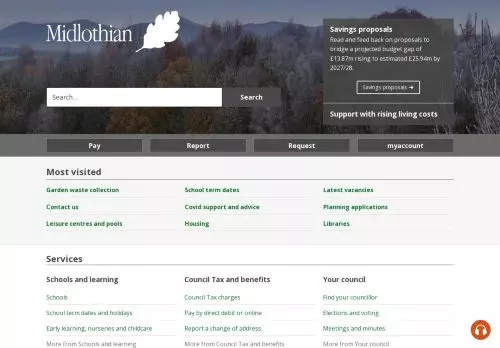 Midlothian
Savings proposals
Read and feed back on proposals to
bridge a projected budget gap of
£13.87m rising to estimated £25.94m by
2027/28.
Savings proposals ➔
Search...
Search
Support with rising living costs
Pay
Report
Request
myaccount
Most visited
Garden waste collection
School term dates
Latest vacancies
Contact us
Covid support and advice
Planning applications
Leisure centres and pools
Housing
Libraries
Services
Schools and learning
Council Tax and benefits
Your council
Schools
Council Tax charges
Find your councillor
School term dates and holidays
Pay by direct debit or online
Elections and voting
Early learning, nurseries and childcare
Report a change of address
Meetings and minutes
More from Schools and learning
More from Council Tax and benefits
More from Your council